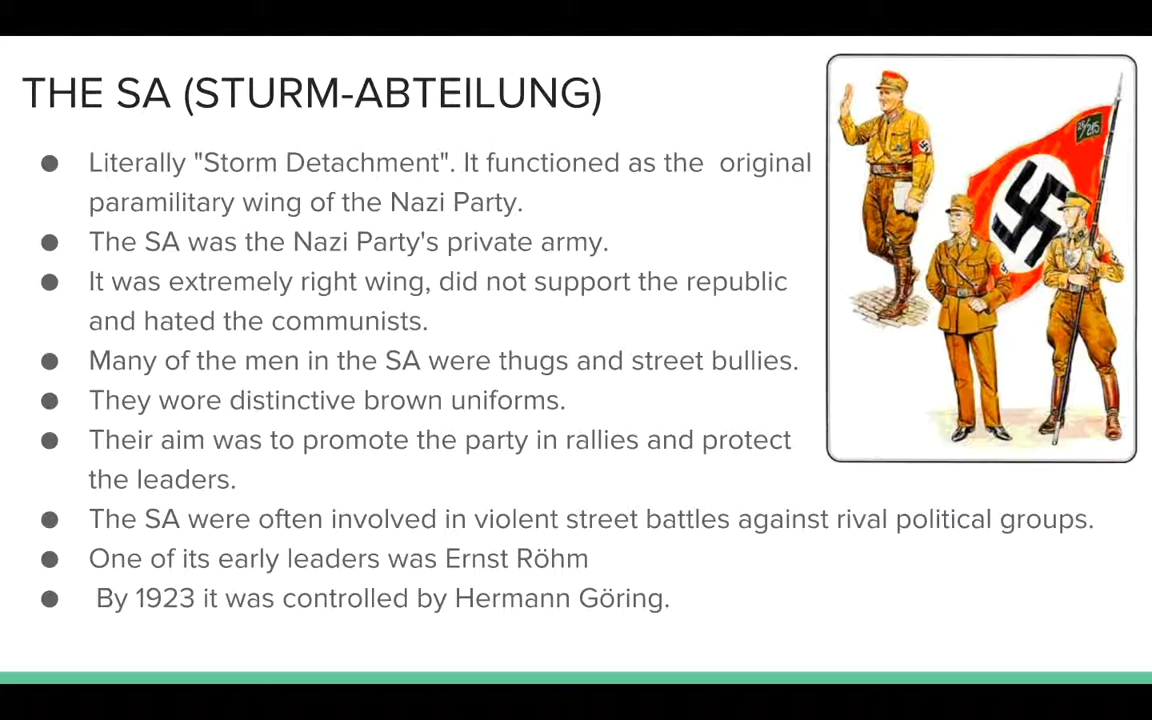 THE SA (STURM-ABTEILUNG)
● Literally "Storm Detachment". It functioned as the  original
paramilitary wing of the Nazi Party.
● The SA was the Nazi Party's private army.
● It was extremely right wing, did not support the republic
and hated the communists.
● Many of the men in the SA were thugs and street bullies.
● They wore distinctive brown uniforms.
● Their aim was to promote the party in rallies and protect
the leaders.
● The SA were often involved in violent street battles against rival political groups.
● One of its early leaders was Ernst Röhm
● By 1923 it was controlled by Hermann Göring.